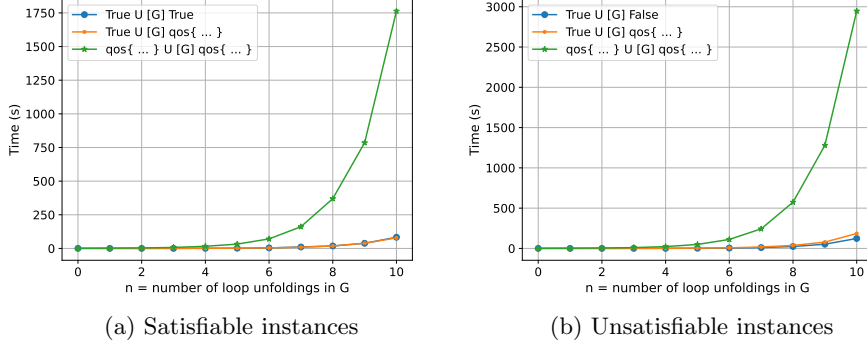 1750
1500
1250
1000
750
500
250
0
Time (s)
True U [G] True
True U [G] qos{ ... }
qos{ ... } U [G] qos{ ... }
0 2 4 6 8 10
n = number of loop unfoldings in G
(a) Satisfiable instances
3000
2500
2000
1500
1000
500
0
Time (s)
True U [G] False
True U [G] qos{ ... }
qos{ ... } U [G] qos{ ... }
0 2 4 6 8 10
n = number of loop unfoldings in G
(b) Unsatisfiable instances